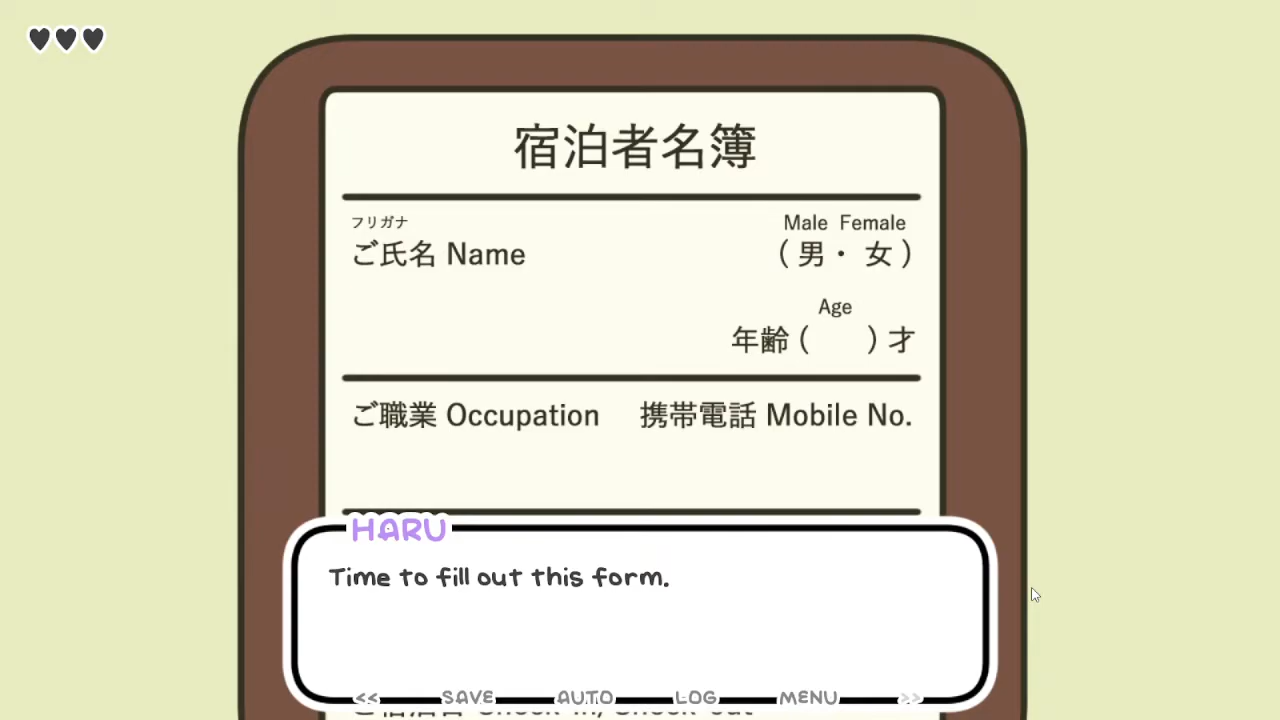 宿泊者名簿
フリガナ
ご氏名 Name
Male Female
(男・女)
Age
年齢( )才
ご職業 Occupation
携帯電話 Mobile No.
HARU
Time to fill out this form.
<< SAVE AUTO LOG MENU >>